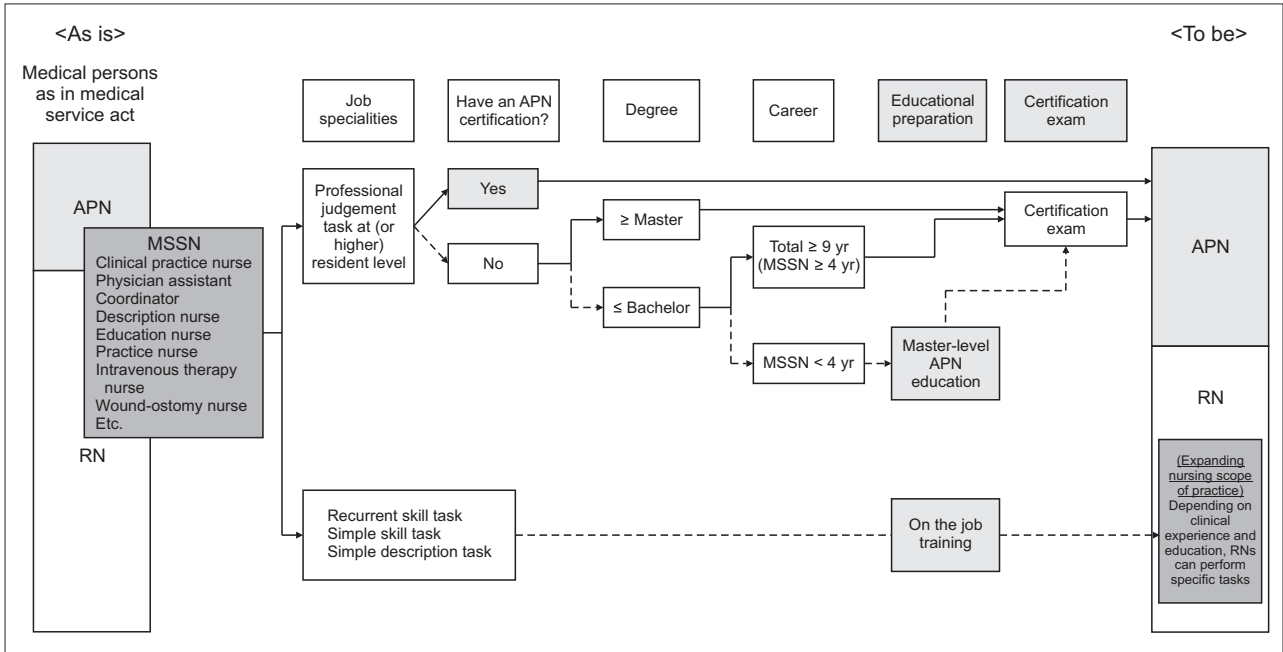 <As is>
<To be>
Medical persons
as in medical
service act
Job
specialities
Have an APN
certification?
Degree
Career
Educational
preparation
Certification
exam
APN
MSSN
Clinical practice nurse
Physician assistant
Coordinator
Description nurse
Education nurse
Practice nurse
Intravenous therapy
nurse
Wound-ostomy nurse
Etc.
RN
Professional
judgement
task at (or
higher)
resident level
Yes
No
≥ Master
≤ Bachelor
Total ≥ 9 yr
(MSSN ≥ 4 yr)
MSSN < 4 yr
Master-level
APN
education
Certification
exam
Recurrent skill task
Simple skill task
Simple description task
On the job
training
APN
RN
(Expanding
nursing scope
of practice)
Depending on
clinical
experience and
education, RNs
can perform
specific tasks